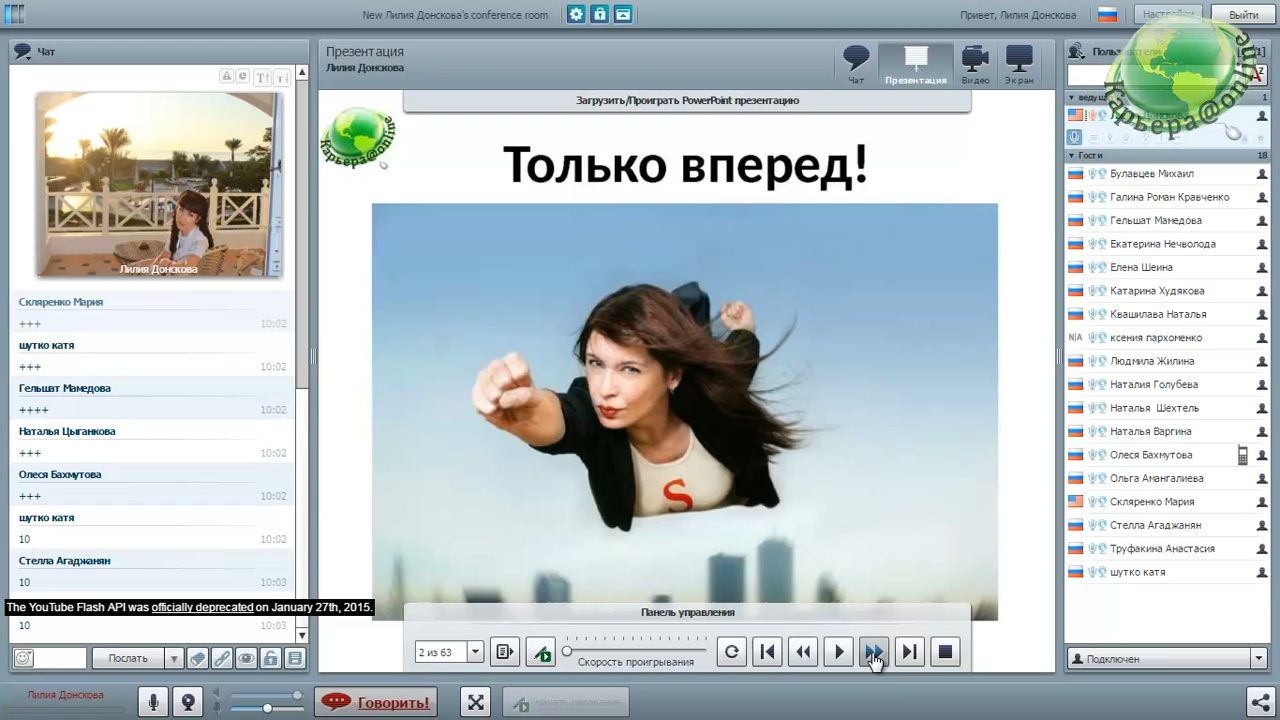 New Лилия Донскова's conference room
Привет, Лилия Донскова
Настройки
Выйти
Чат
Лилия Донскова
Скляренко Мария
+++ 10:02
шутко катя
+++ 10:02
Гельшат Мамедова
++++ 10:02
Наталья Цыганкова
+++ 10:02
Олеся Бахмутова
+++ 10:02
шутко катя
10 10:02
Стелла Агаджанян
10 10:03
The YouTube Flash API was officially deprecated on January 27th, 2015.
10 10:03
Послать
Презентация
Лилия Донскова
Чат
Презентация
Видео
Экран
Загрузить/Проиграть PowerPoint презентацию
Карьера@online
Только вперед!
S
Панель управления
2 из 63
Скорость проигрывания
Карьера@online
1
Гости 18
Булавцев Михаил
Галина Роман Кравченко
Гельшат Мамедова
Екатерина Нечволода
Елена Шеина
Катарина Худякова
Квашилава Наталья
N/A ксения пархоменко
Людмила Жилина
Наталия Голубева
Наталья Шехтель
Наталья Варгина
Олеся Бахмутова
Ольга Амангалиева
Скляренко Мария
Стелла Агаджанян
Труфакина Анастасия
шутко катя
Подключен
Лилия Донскова
Говорить!